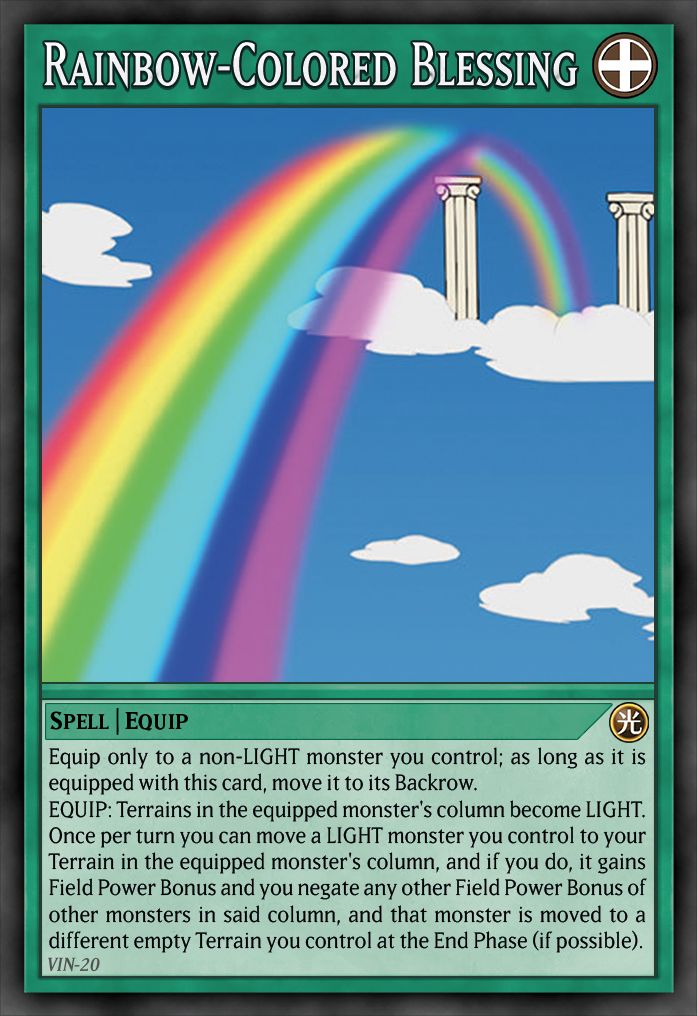 Rainbow-Colored Blessing
Spell | Equip
光
Equip only to a non-LIGHT monster you control; as long as it is
equipped with this card, move it to its Backrow.
EQUIP: Terrains in the equipped monster's column become LIGHT.
Once per turn you can move a LIGHT monster you control to your
Terrain in the equipped monster's column, and if you do, it gains
Field Power Bonus and you negate any other Field Power Bonus of
other monsters in said column, and that monster is moved to a
different empty Terrain you control at the End Phase (if possible).
VIN-20